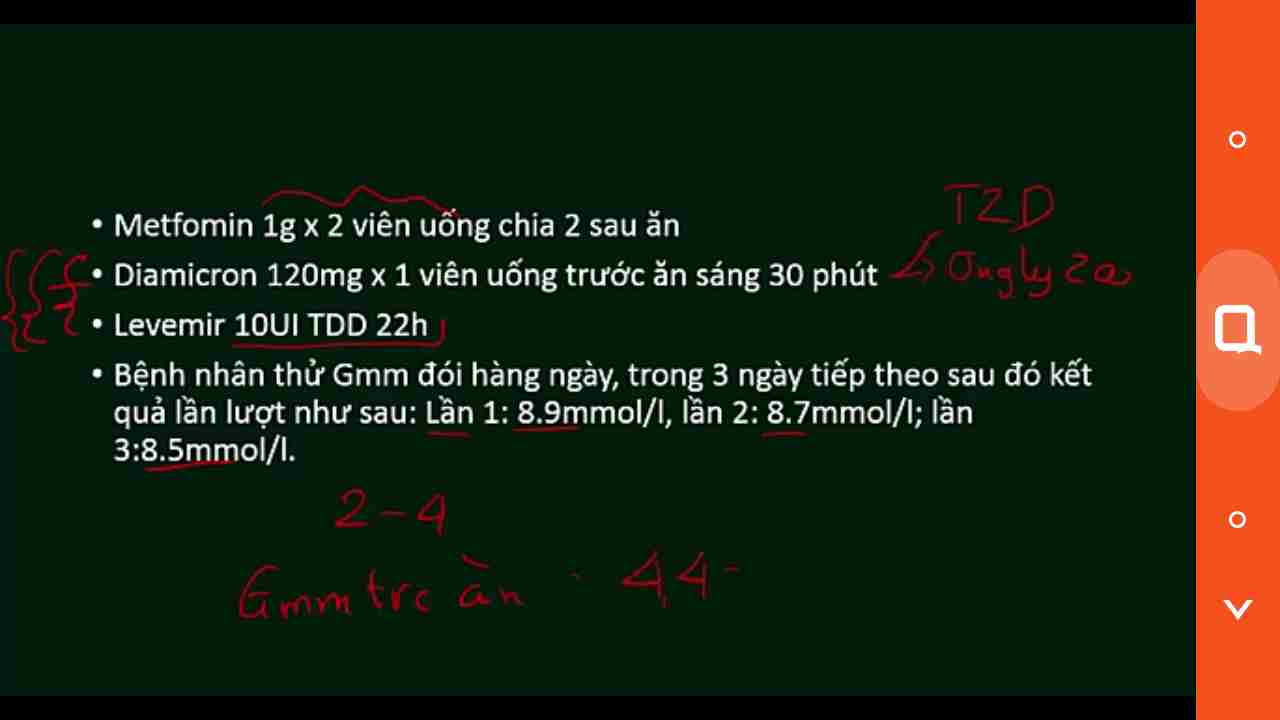 • Metfomin 1g x 2 viên uống chia 2 sau ăn
TZD
• Diamicron 120mg x 1 viên uống trước ăn sáng 30 phút
Onglyza
• Levemir 10UI TDD 22h
• Bệnh nhân thử Gmm đói hàng ngày, trong 3 ngày tiếp theo sau đó kết
quả lần lượt như sau: Lần 1: 8.9mmol/l, lần 2: 8.7mmol/l; lần
3:8.5mmol/l.
2-4
Gmm trc ăn : 4,4 -